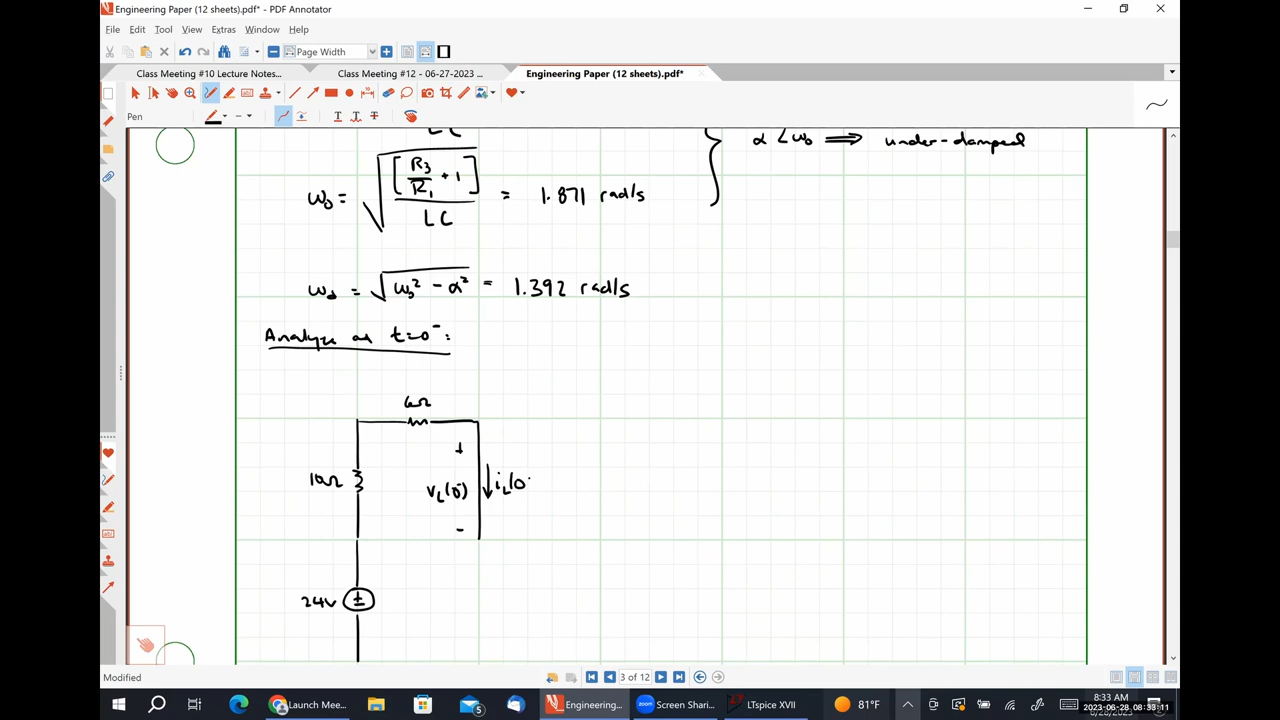 Engineering Paper (12 sheets).pdf* - PDF Annotator
File Edit Tool View Extras Window Help
Page Width
Class Meeting #10 Lecture Notes...
Class Meeting #12 - 06-27-2023 ...
Engineering Paper (12 sheets).pdf*
Pen
LC
α < ω₀ ⟹ under-damped
ω₀ = √([R₃/R₁ + 1]/LC) = 1.871 rad/s
ω_d = √(ω₀² - α²) = 1.392 rad/s
Analyze at t=0⁻:
6Ω
+
10Ω
v_L(0⁻)
i_L(0
-
24V
±
Modified
3 of 12
Launch Mee...
5
Engineering...
Screen Shari...
LTspice XVII
81°F
8:33 AM
2023-06-28 08:33:11